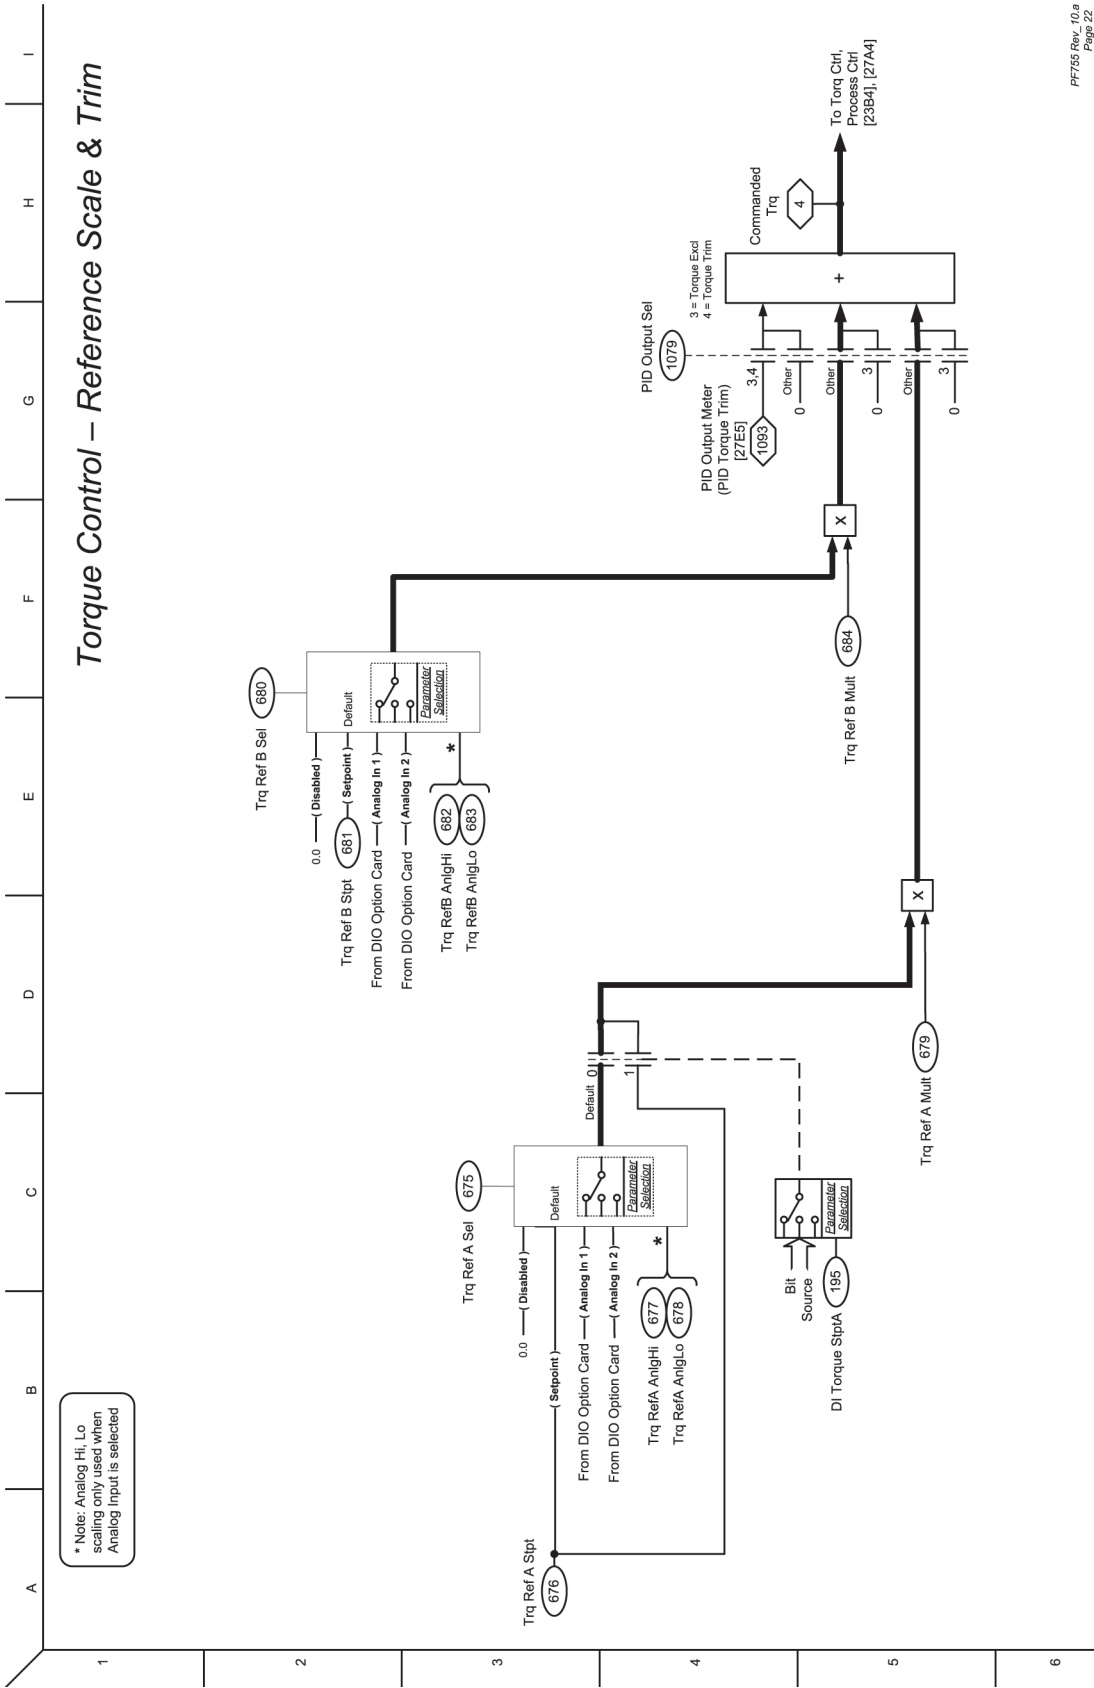 A
B
C
D
E
F
G
H
I
1
2
3
4
5
6
Torque Control – Reference Scale & Trim
* Note: Analog Hi, Lo
scaling only used when
Analog Input is selected
Trq Ref B Sel
680
0.0
( Disabled )
Trq Ref B Stpt
681
( Setpoint )
Default
From DIO Option Card
( Analog In 1 )
From DIO Option Card
( Analog In 2 )
Parameter
Selection
Trq RefB AnlgHi
682
Trq RefB AnlgLo
683
*
Trq Ref A Sel
675
0.0
( Disabled )
Trq Ref A Stpt
676
( Setpoint )
Default
From DIO Option Card
( Analog In 1 )
From DIO Option Card
( Analog In 2 )
Parameter
Selection
Trq RefA AnlgHi
677
Trq RefA AnlgLo
678
*
Default
0
1
Bit
Source
DI Torque StptA
195
Parameter
Selection
Trq Ref B Mult
684
X
Trq Ref A Mult
679
X
PID Output Sel
1079
3 = Torque Excl
4 = Torque Trim
PID Output Meter
(PID Torque Trim)
[27E5]
1093
3,4
Other
0
Other
3
0
Other
3
0
+
Commanded
Trq
4
To Torq Ctrl,
Process Ctrl
[23B4], [27A4]
PF755 Rev_10.a
Page 22